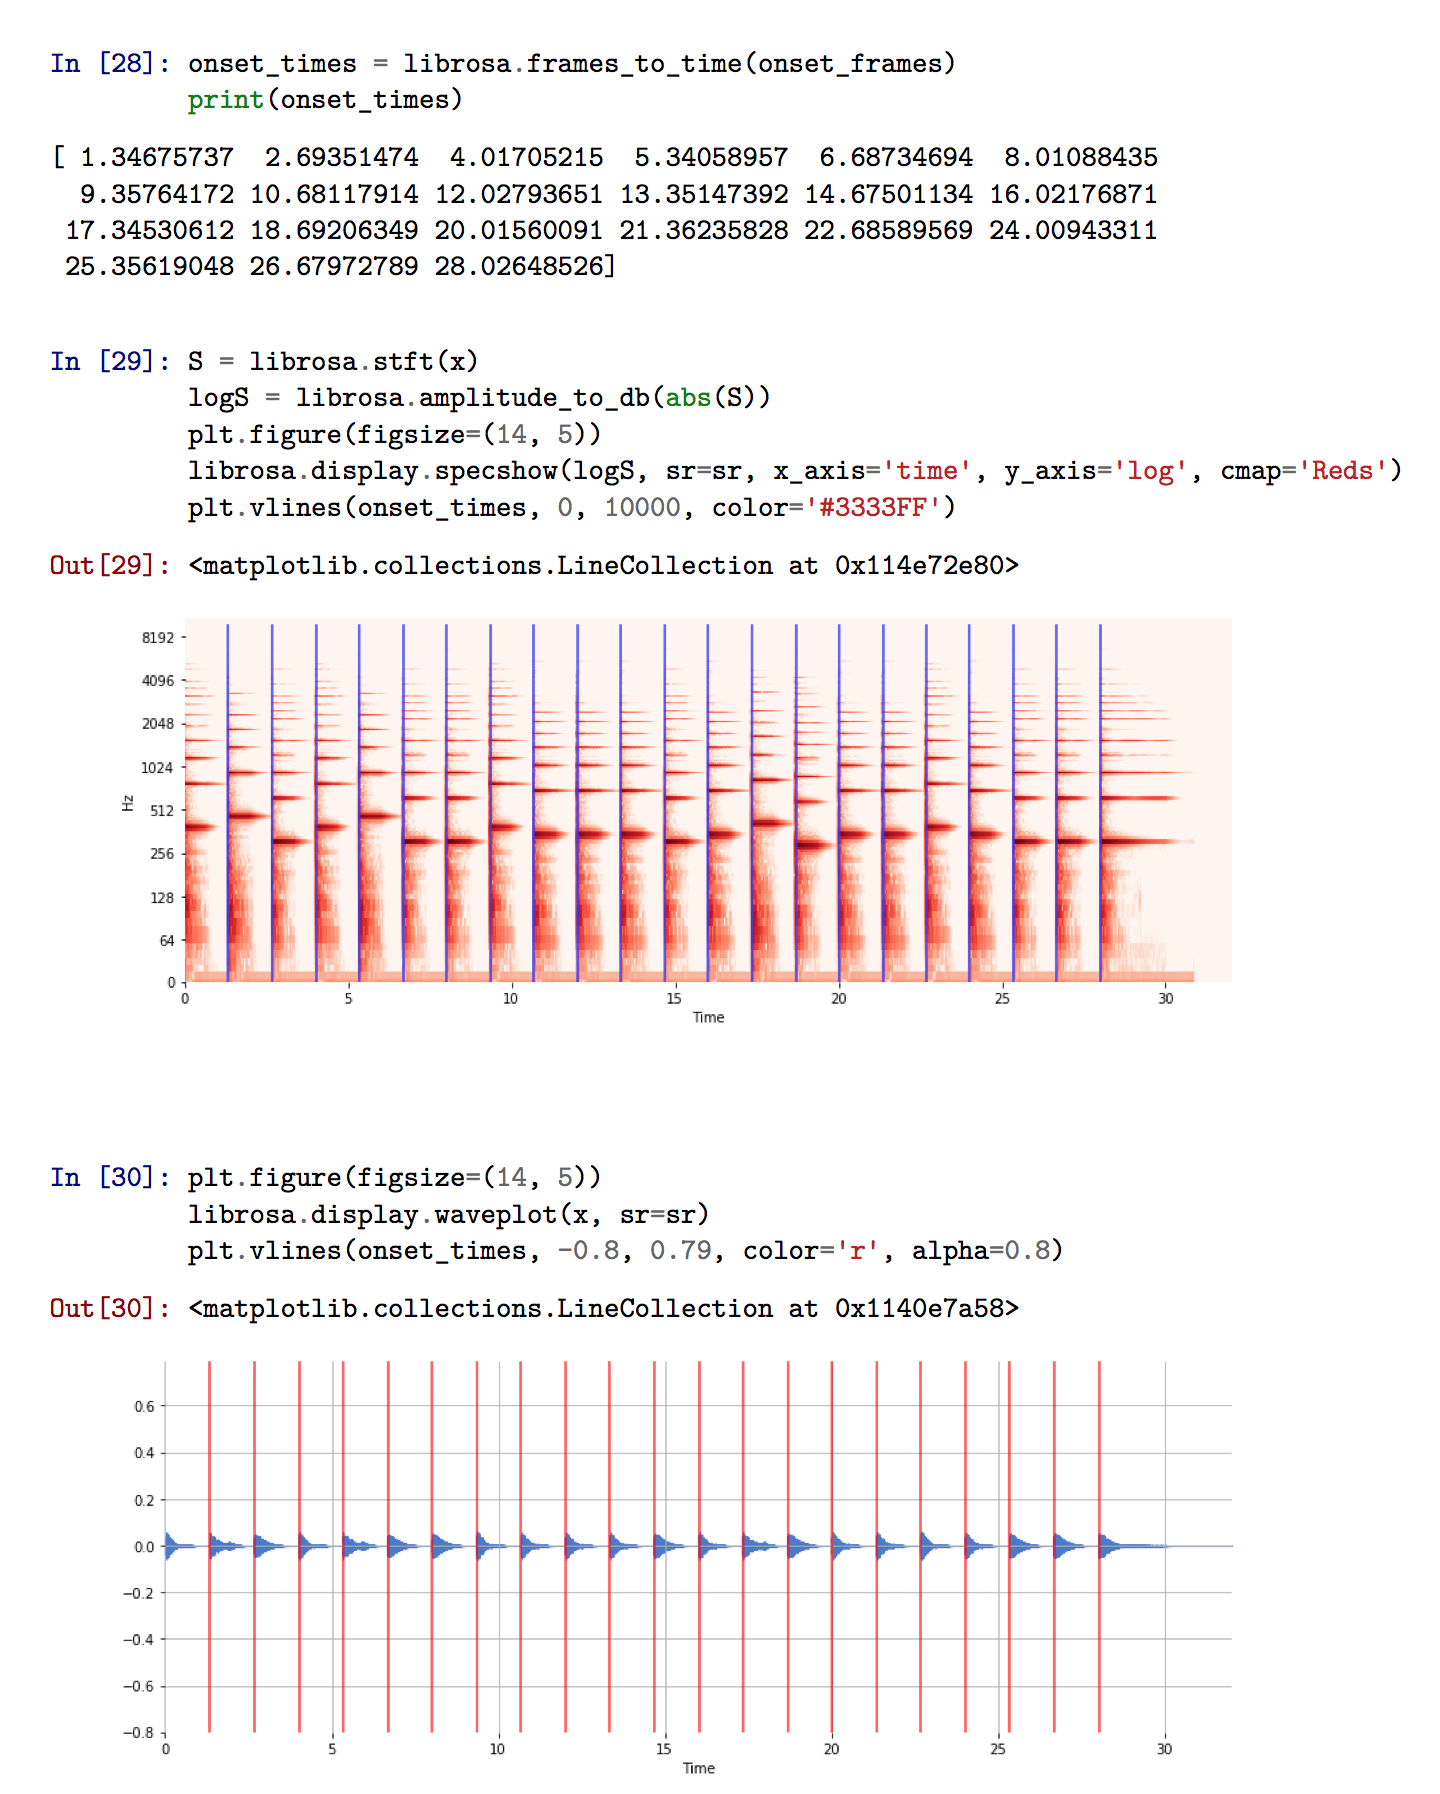 In [28]: onset_times = librosa.frames_to_time(onset_frames)
print(onset_times)
[ 1.34675737 2.69351474 4.01705215 5.34058957 6.68734694 8.01088435
9.35764172 10.68117914 12.02793651 13.35147392 14.67501134 16.02176871
17.34530612 18.69206349 20.01560091 21.36235828 22.68589569 24.00943311
25.35619048 26.67972789 28.02648526]
In [29]: S = librosa.stft(x)
logS = librosa.amplitude_to_db(abs(S))
plt.figure(figsize=(14, 5))
librosa.display.specshow(logS, sr=sr, x_axis='time', y_axis='log', cmap='Reds')
plt.vlines(onset_times, 0, 10000, color='#3333FF')
Out[29]: <matplotlib.collections.LineCollection at 0x114e72e80>
8192
4096
2048
1024
512
256
128
64
0
Hz
0 5 10 15 20 25 30
Time
In [30]: plt.figure(figsize=(14, 5))
librosa.display.waveplot(x, sr=sr)
plt.vlines(onset_times, -0.8, 0.79, color='r', alpha=0.8)
Out[30]: <matplotlib.collections.LineCollection at 0x1140e7a58>
0.6
0.4
0.2
0.0
−0.2
−0.4
−0.6
−0.8
0 5 10 15 20 25 30
Time